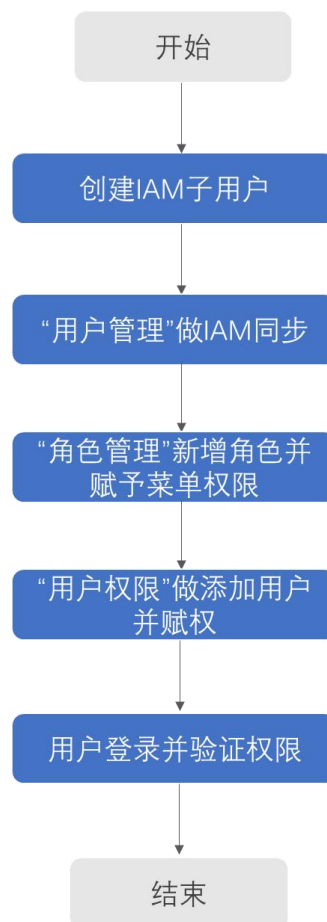 开始
创建IAM子用户
“用户管理”做IAM同步
“角色管理”新增角色并
赋予菜单权限
“用户权限”做添加用户
并赋权
用户登录并验证权限
结束